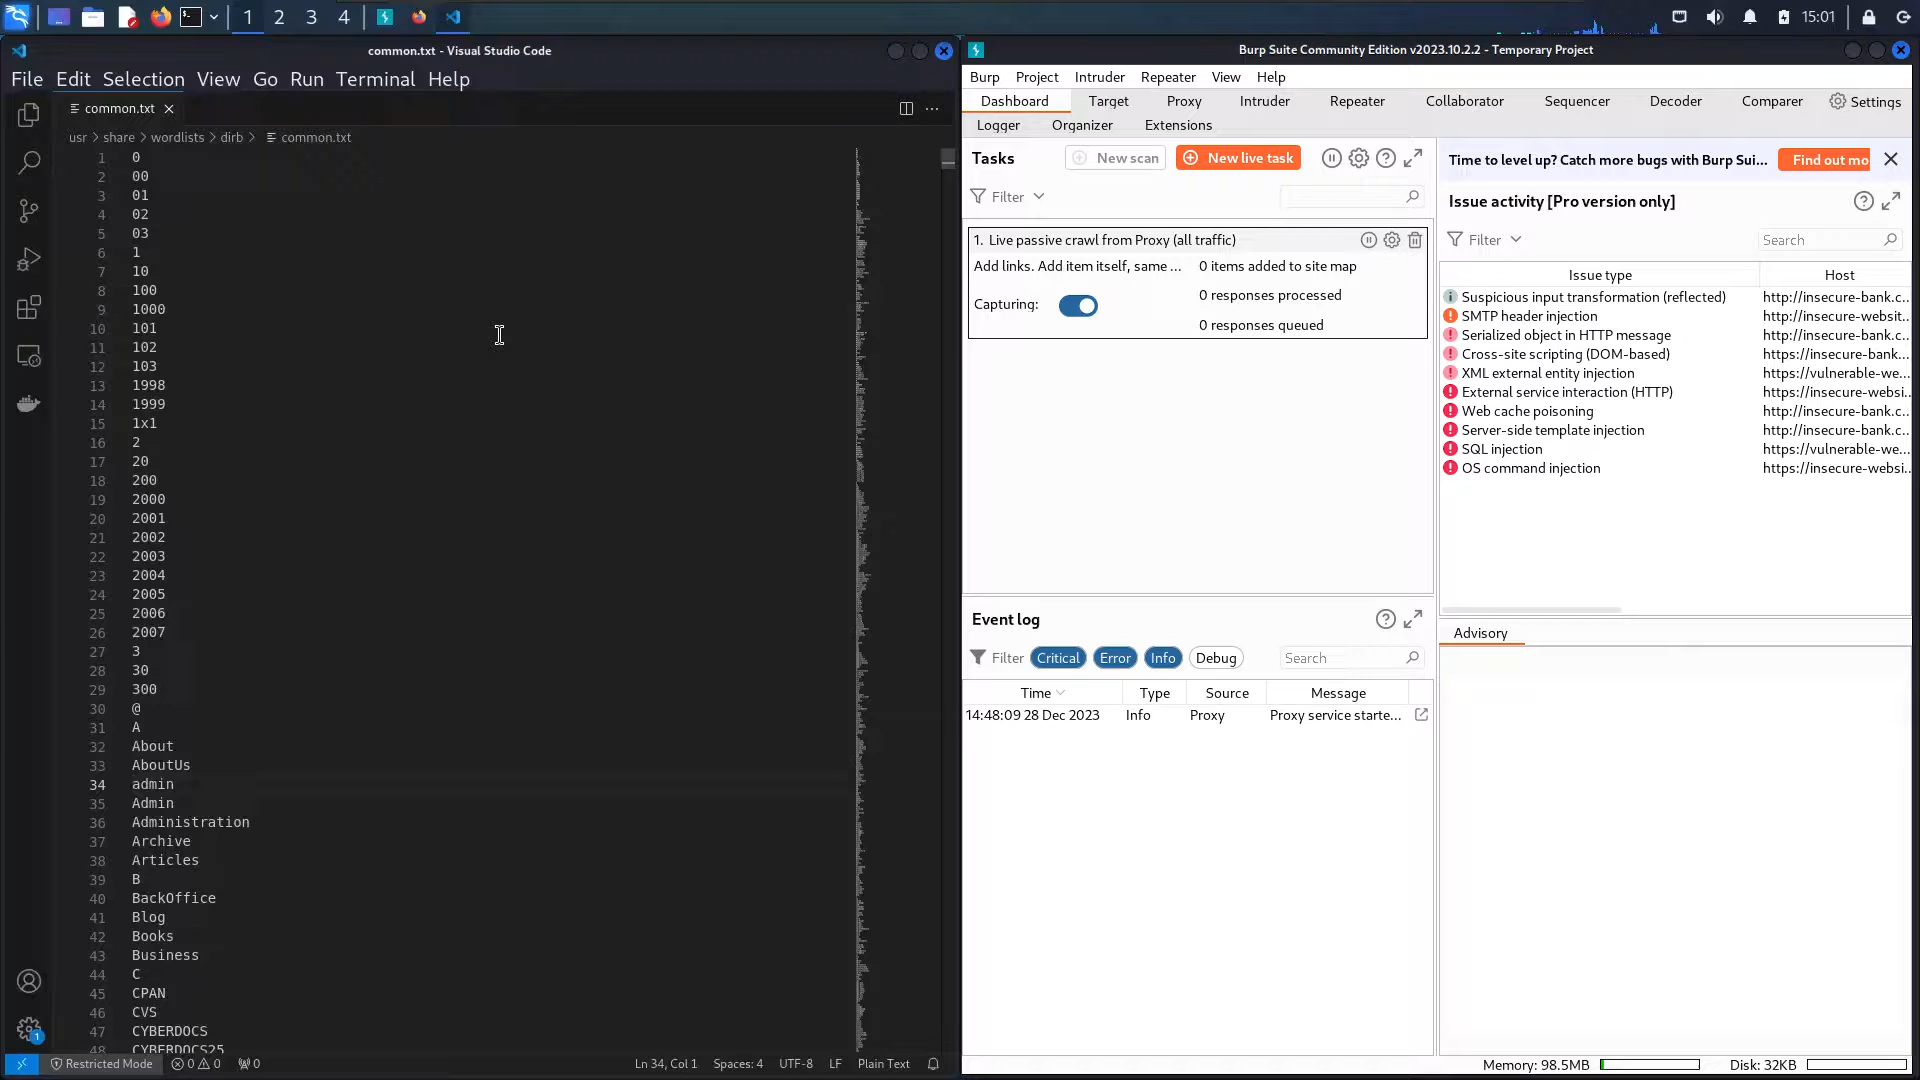 1 2 3 4
15:01
common.txt - Visual Studio Code
File Edit Selection View Go Run Terminal Help
common.txt
usr > share > wordlists > dirb > common.txt
1 0
2 00
3 01
4 02
5 03
6 1
7 10
8 100
9 1000
10 101
11 102
12 103
13 1998
14 1999
15 1x1
16 2
17 20
18 200
19 2000
20 2001
21 2002
22 2003
23 2004
24 2005
25 2006
26 2007
27 3
28 30
29 300
30 @
31 A
32 About
33 AboutUs
34 admin
35 Admin
36 Administration
37 Archive
38 Articles
39 B
40 BackOffice
41 Blog
42 Books
43 Business
44 C
45 CPAN
46 CVS
47 CYBERDOCS
48 CYBERDOCS25
1
Restricted Mode 0 0 0 Ln 34, Col 1 Spaces: 4 UTF-8 LF Plain Text
Burp Suite Community Edition v2023.10.2.2 - Temporary Project
Burp Project Intruder Repeater View Help
Dashboard Target Proxy Intruder Repeater Collaborator Sequencer Decoder Comparer Settings
Logger Organizer Extensions
Tasks New scan New live task
Filter
1. Live passive crawl from Proxy (all traffic)
Add links. Add item itself, same ... 0 items added to site map
Capturing: 0 responses processed
0 responses queued
Event log
Filter Critical Error Info Debug Search
Time Type Source Message
14:48:09 28 Dec 2023 Info Proxy Proxy service starte...
Time to level up? Catch more bugs with Burp Sui... Find out mo
Issue activity [Pro version only]
Filter Search
Issue type Host
Suspicious input transformation (reflected) http://insecure-bank.c..
SMTP header injection http://insecure-websit..
Serialized object in HTTP message http://insecure-bank.c..
Cross-site scripting (DOM-based) https://insecure-bank...
XML external entity injection https://vulnerable-we...
External service interaction (HTTP) https://insecure-websi..
Web cache poisoning http://insecure-bank.c..
Server-side template injection http://insecure-bank.c..
SQL injection https://vulnerable-we...
OS command injection https://insecure-websi..
Advisory
Memory: 98.5MB Disk: 32KB